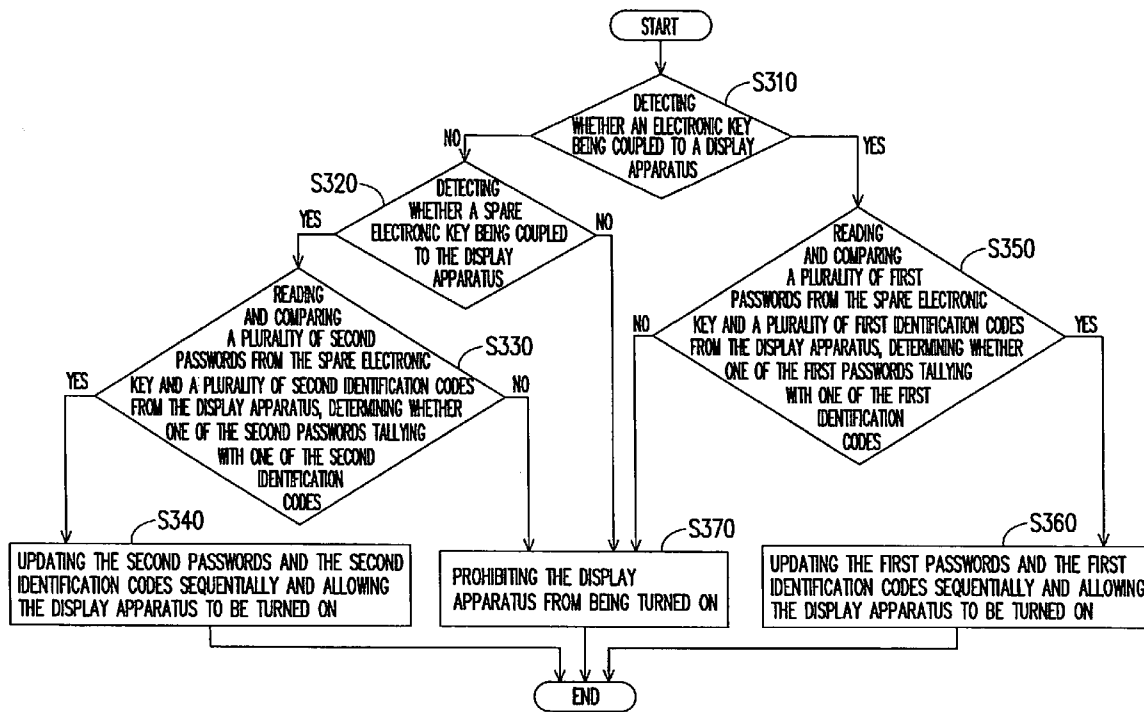 START
S310
DETECTING
WHETHER AN ELECTRONIC KEY
BEING COUPLED TO A DISPLAY
APPARATUS
NO
YES
S320
DETECTING
WHETHER A SPARE
ELECTRONIC KEY BEING COUPLED
TO THE DISPLAY
APPARATUS
YES
NO
S350
READING
AND COMPARING
A PLURALITY OF FIRST
PASSWORDS FROM THE SPARE ELECTRONIC
KEY AND A PLURALITY OF FIRST IDENTIFICATION CODES
FROM THE DISPLAY APPARATUS, DETERMINING WHETHER
ONE OF THE FIRST PASSWORDS TALLYING
WITH ONE OF THE FIRST
IDENTIFICATION
CODES
NO
YES
S330
READING
AND COMPARING
A PLURALITY OF SECOND
PASSWORDS FROM THE SPARE ELECTRONIC
KEY AND A PLURALITY OF SECOND IDENTIFICATION CODES
FROM THE DISPLAY APPARATUS, DETERMINING WHETHER
ONE OF THE SECOND PASSWORDS TALLYING
WITH ONE OF THE SECOND
IDENTIFICATION
CODES
YES
NO
S340
UPDATING THE SECOND PASSWORDS AND THE SECOND
IDENTIFICATION CODES SEQUENTIALLY AND ALLOWING
THE DISPLAY APPARATUS TO BE TURNED ON
S370
PROHIBITING THE DISPLAY
APPARATUS FROM BEING TURNED ON
S360
UPDATING THE FIRST PASSWORDS AND THE FIRST
IDENTIFICATION CODES SEQUENTIALLY AND ALLOWING
THE DISPLAY APPARATUS TO BE TURNED ON
END